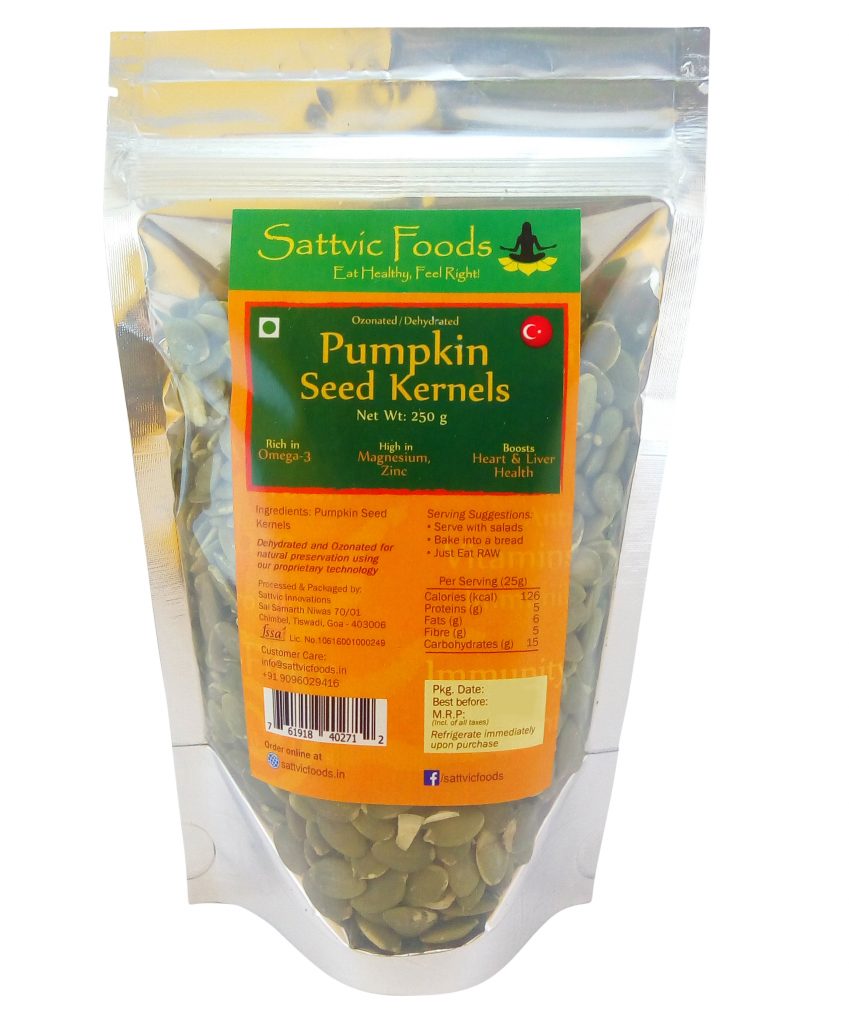 Sattvic Foods
Eat Healthy, Feel Right!
Ozonated / Dehydrated
Pumpkin
Seed Kernels
Net Wt: 250 g
Rich in
Omega-3
High in
Magnesium,
Zinc
Boosts
Heart & Liver
Health
Ingredients: Pumpkin Seed
Kernels
Dehydrated and Ozonated for
natural preservation using
our proprietary technology
Processed & Packaged by:
Sattvic Innovations
Sai Samarth Niwas 70/01
Chimbel, Tiswadi, Goa - 403006
fssai Lic. No.10616001000249
Customer Care:
info@sattvicfoods.in
+91 9096029416
7 61918 40271 2
Order online at
sattvicfoods.in
Serving Suggestions:
• Serve with salads
• Bake into a bread
• Just Eat RAW
Vitamins
Per Serving (25g)
Calories (kcal) 126
Proteins (g) 5
Fats (g) 6
Fibre (g) 5
Carbohydrates (g) 15
Immunity
Pkg. Date:
Best before:
M.R.P:
(Incl. of all taxes)
Refrigerate immediately
upon purchase
/sattvicfoods